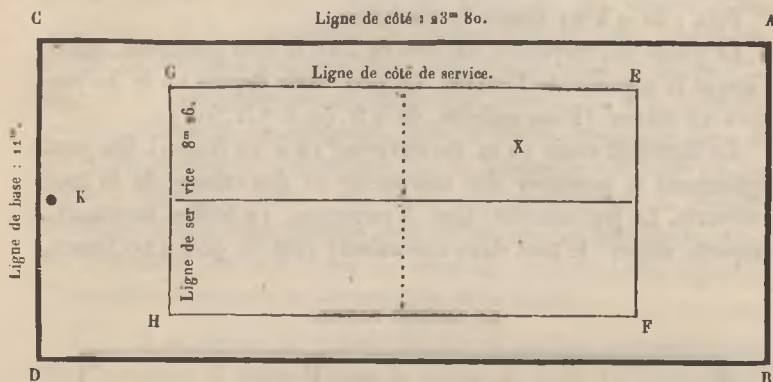 C Ligne de côté : 23ᵐ 80. A
G Ligne de côté de service. E
Ligne de base : 11ᵐ.
Ligne de service 8ᵐ 26.
X
K
H F
D B